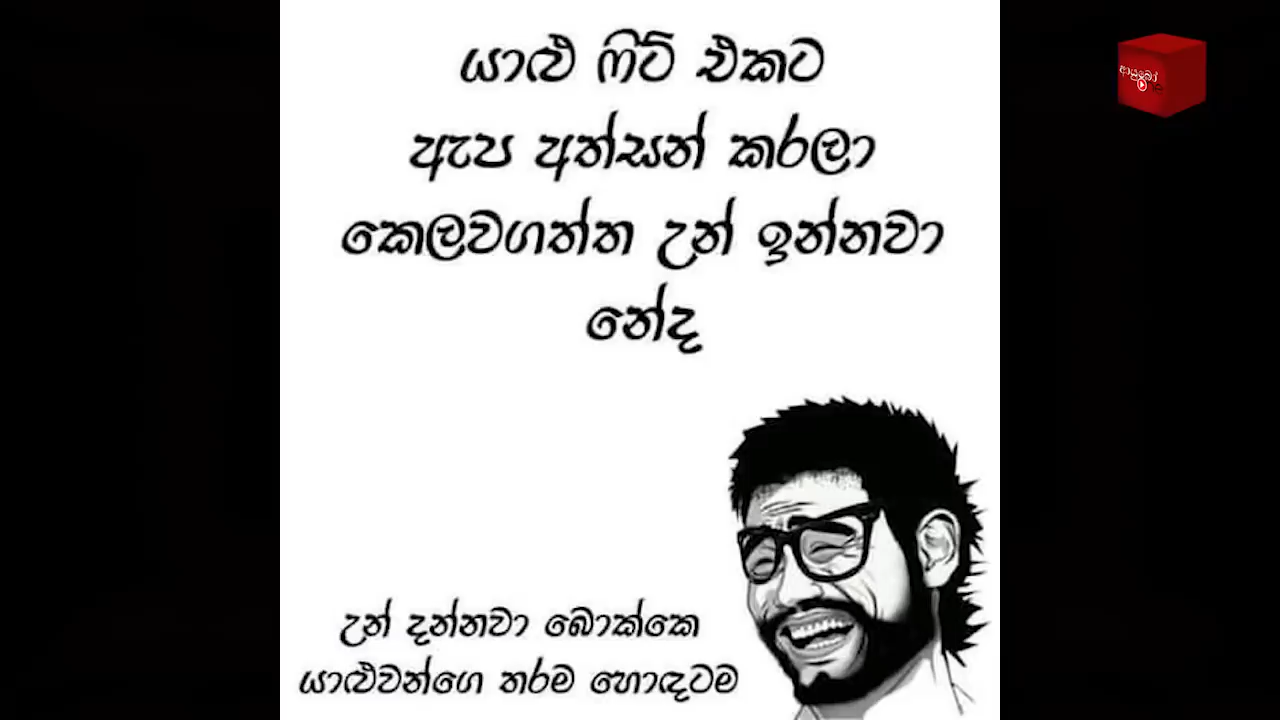 යාළු ෆිට් එකට
ඇප අත්සන් කරලා
කෙලවගත්ත උන් ඉන්නවා
නේද
උන් දන්නවා බොක්කෙ
යාළුවන්ගෙ තරම හොඳටම